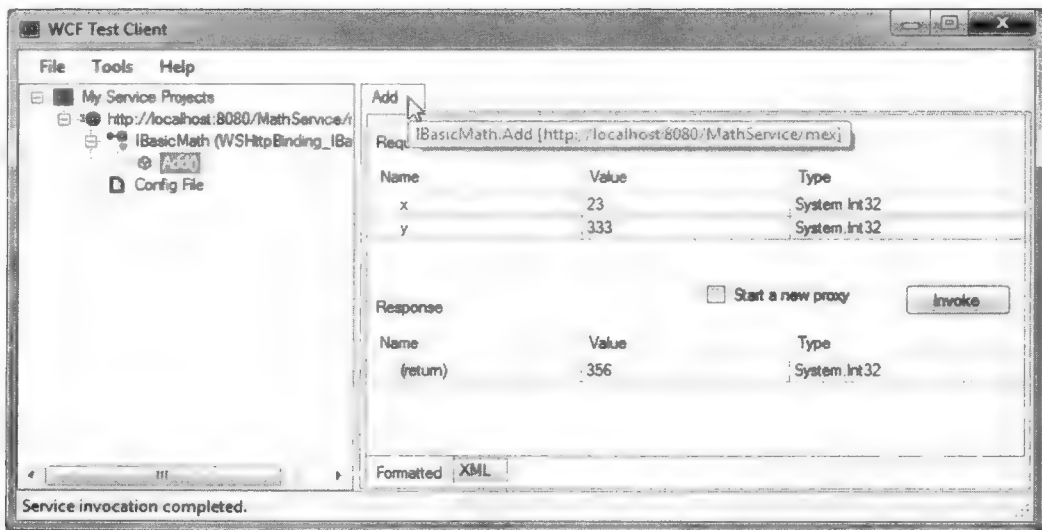 WCF Test Client
File Tools Help
My Service Projects
http://localhost:8080/MathService/r
IBasicMath (WSHttpBinding_IBa
Add()
Config File
Add
IBasicMath.Add [http://localhost:8080/MathService/mex]
Requ
Name Value Type
x 23 System.Int32
y 333 System.Int32
Response
Start a new proxy
Invoke
Name Value Type
(return) 356 System.Int32
Formatted XML
Service invocation completed.